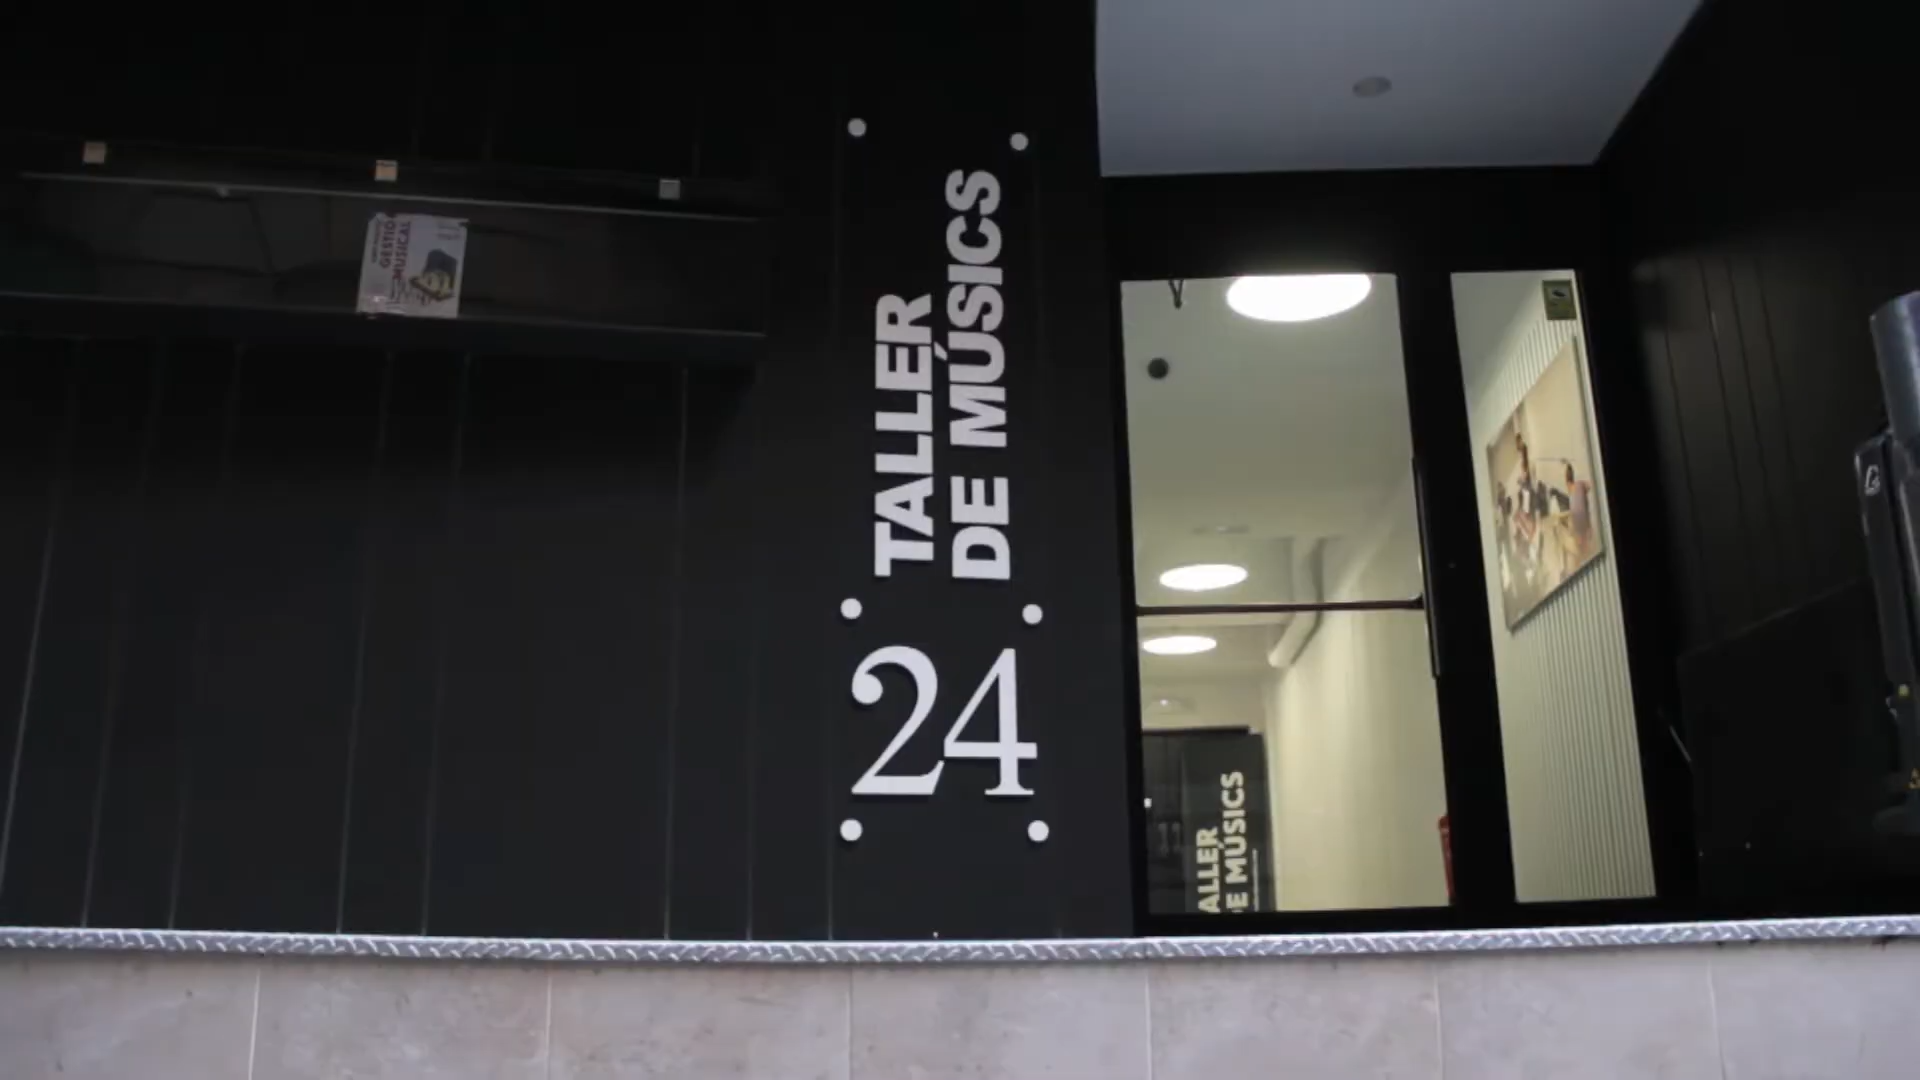 GESTIÓ
MUSICAL
TALLER
DE MÚSICS
24
TALLER
DE MÚSICS